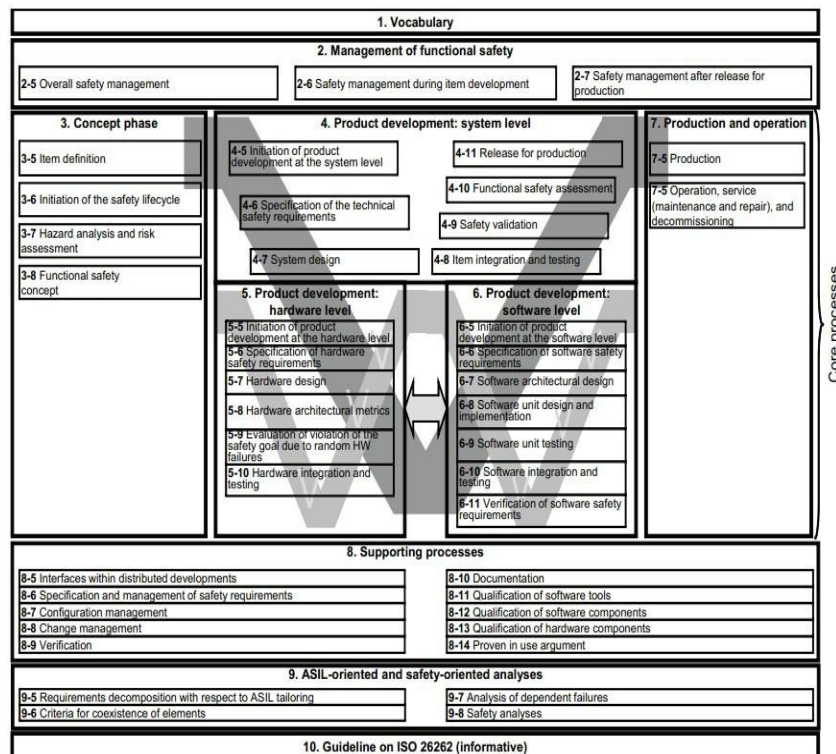 1. Vocabulary
2. Management of functional safety
2-5 Overall safety management
2-6 Safety management during item development
2-7 Safety management after release for
production
3. Concept phase
3-5 Item definition
3-6 Initiation of the safety lifecycle
3-7 Hazard analysis and risk
assessment
3-8 Functional safety
concept
4. Product development: system level
4-5 Initiation of product
development at the system level
4-6 Specification of the technical
safety requirements
4-7 System design
4-11 Release for production
4-10 Functional safety assessment
4-9 Safety validation
4-8 Item integration and testing
7. Production and operation
7-5 Production
7-5 Operation, service
(maintenance and repair), and
decommissioning
5. Product development:
hardware level
5-5 Initiation of product
development at the hardware level
5-6 Specification of hardware
safety requirements
5-7 Hardware design
5-8 Hardware architectural metrics
5-9 Evaluation of violation of the
safety goal due to random HW
failures
5-10 Hardware integration and
testing
6. Product development:
software level
6-5 Initiation of product
development at the software level
6-6 Specification of software safety
requirements
6-7 Software architectural design
6-8 Software unit design and
implementation
6-9 Software unit testing
6-10 Software integration and
testing
6-11 Verification of software safety
requirements
Core processes
8. Supporting processes
8-5 Interfaces within distributed developments
8-6 Specification and management of safety requirements
8-7 Configuration management
8-8 Change management
8-9 Verification
8-10 Documentation
8-11 Qualification of software tools
8-12 Qualification of software components
8-13 Qualification of hardware components
8-14 Proven in use argument
9. ASIL-oriented and safety-oriented analyses
9-5 Requirements decomposition with respect to ASIL tailoring
9-6 Criteria for coexistence of elements
9-7 Analysis of dependent failures
9-8 Safety analyses
10. Guideline on ISO 26262 (informative)